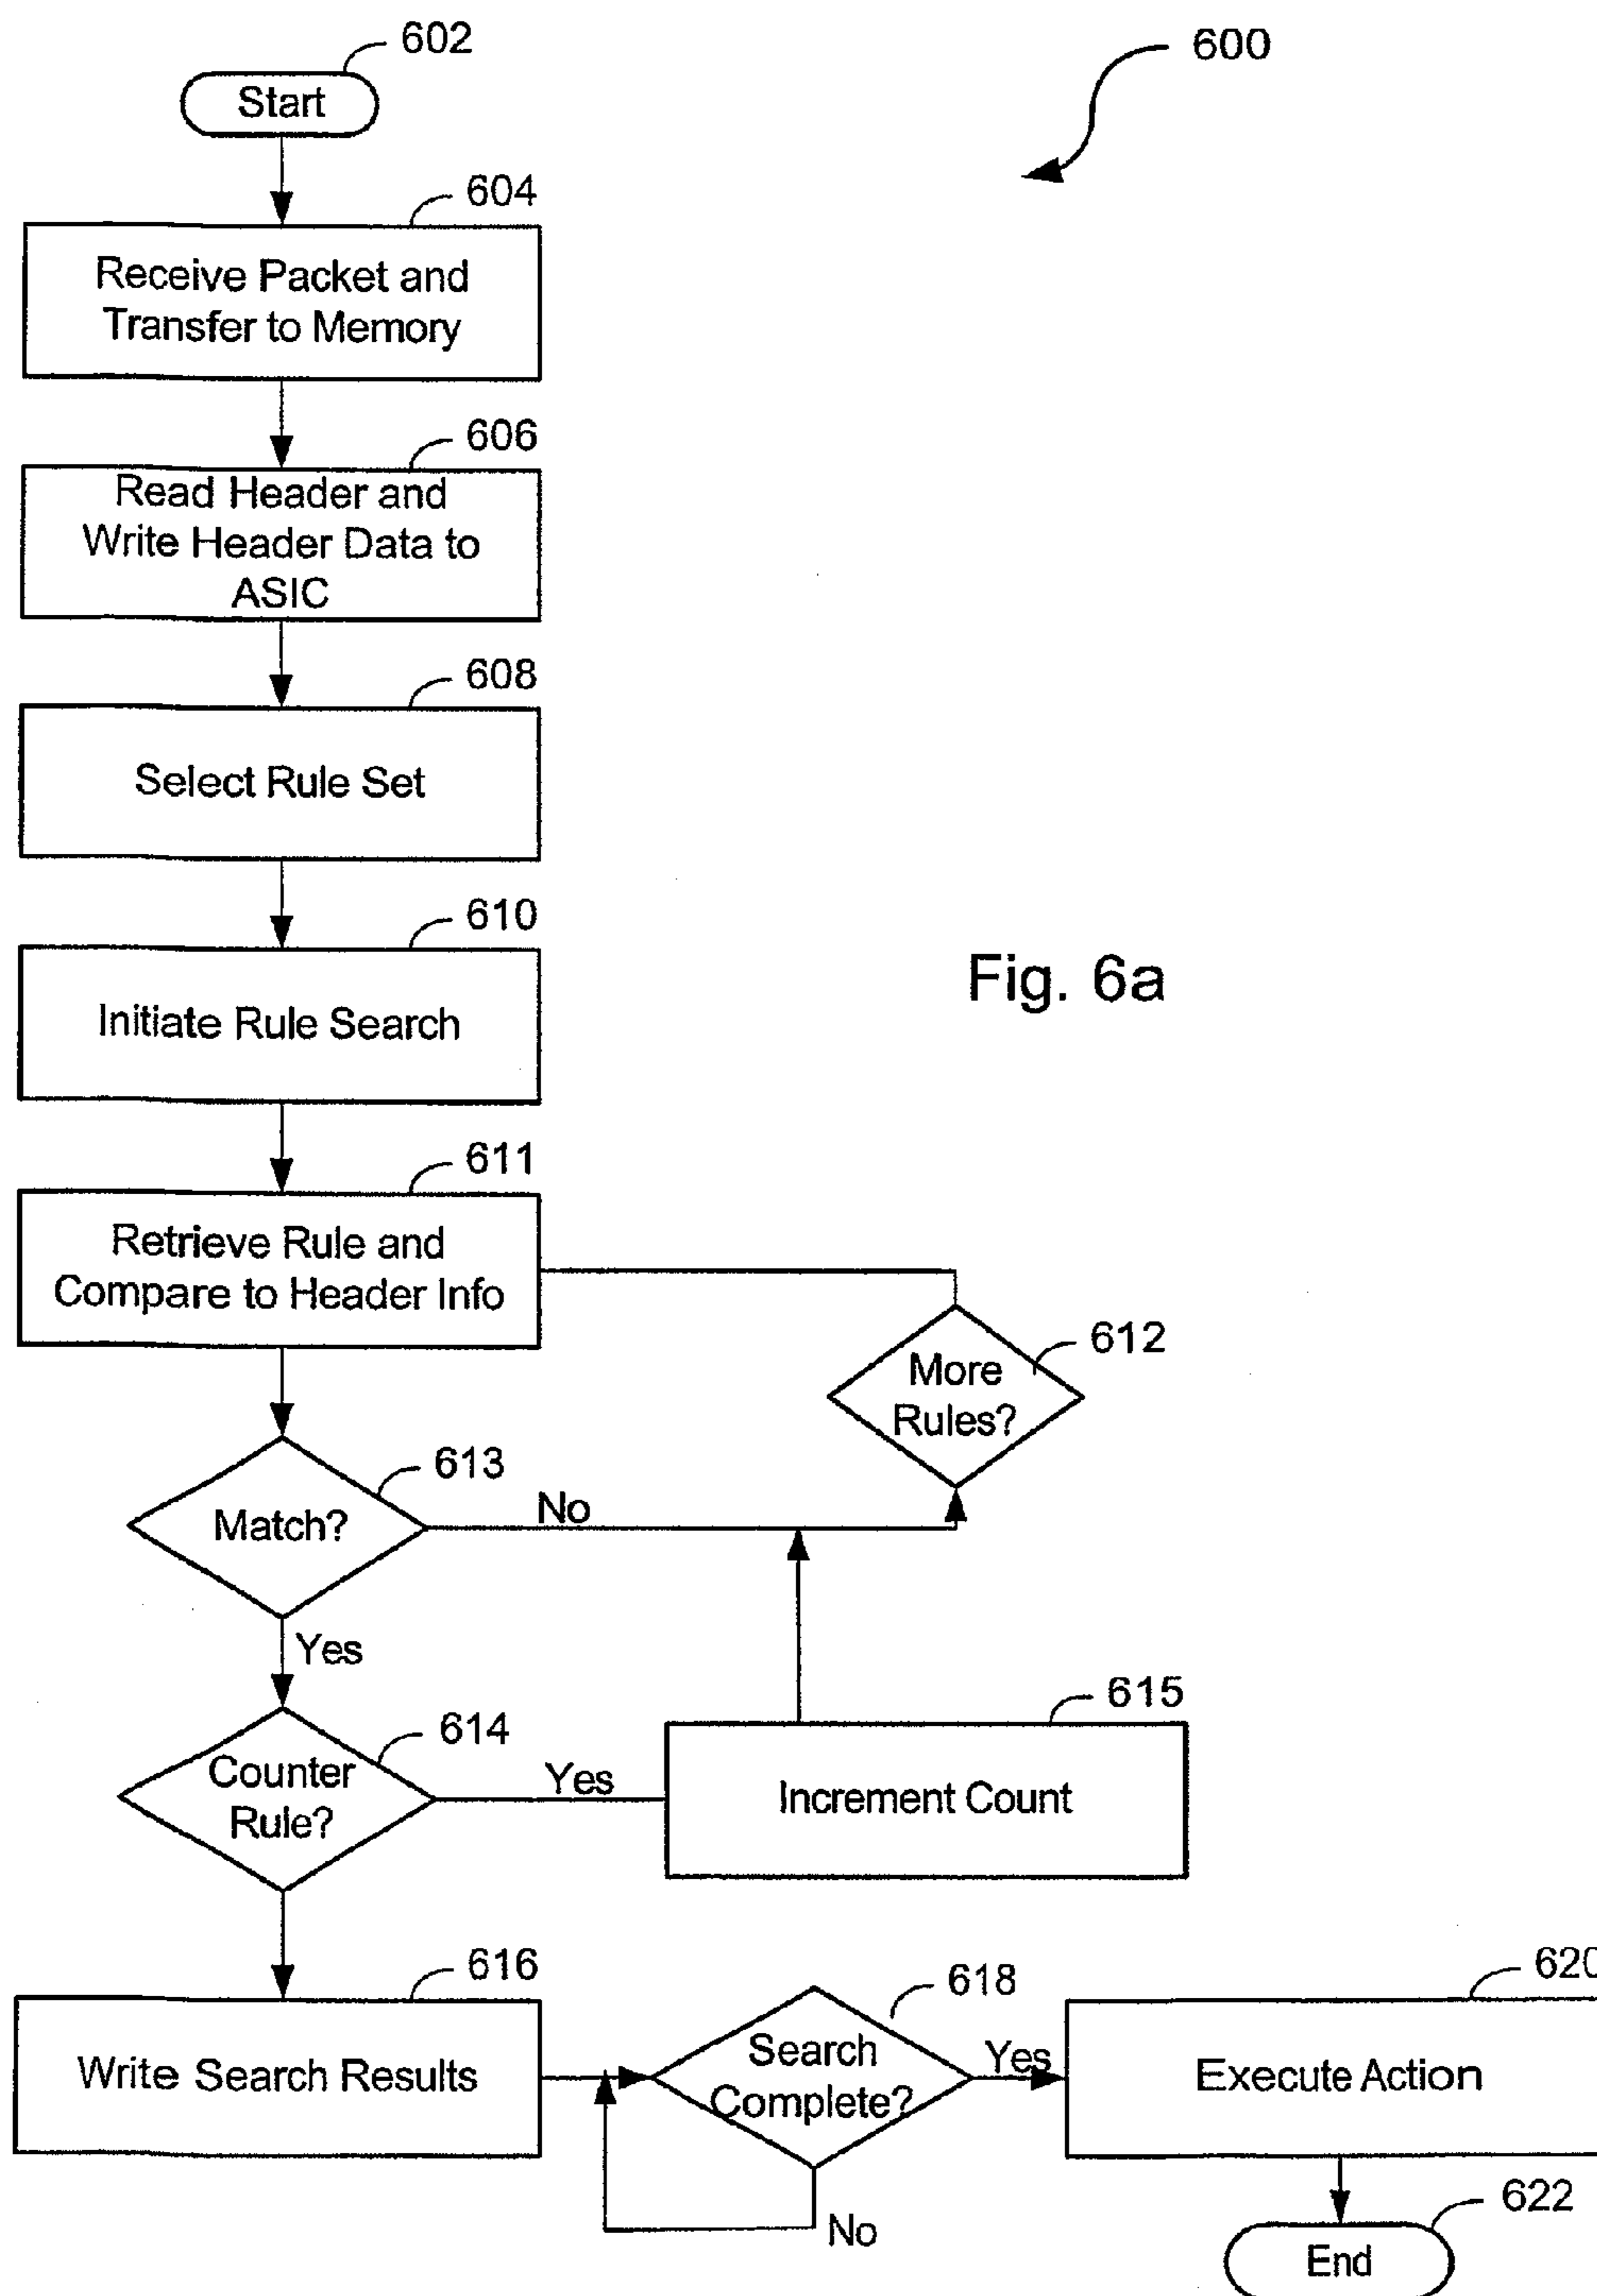 602
600
Start
604
Receive Packet and
Transfer to Memory
606
Read Header and
Write Header Data to
ASIC
608
Select Rule Set
610
Initiate Rule Search
Fig. 6a
611
Retrieve Rule and
Compare to Header Info
612
More
Rules?
613
Match?
No
Yes
614
Counter
Rule?
Yes
615
Increment Count
616
Write Search Results
618
Search
Complete?
Yes
No
620
Execute Action
622
End